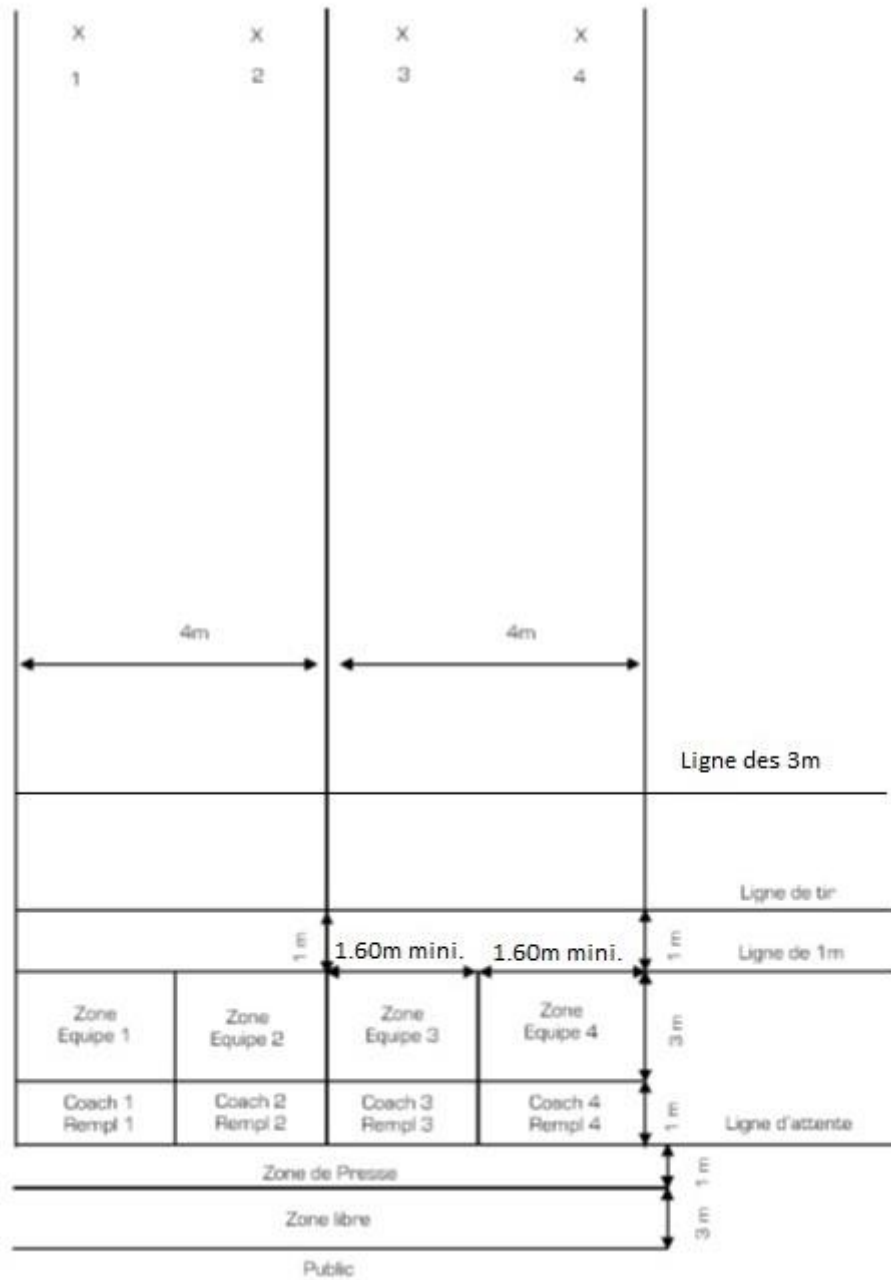 X X X X
1 2 3 4
4m 4m
Ligne des 3m
Ligne de tir
1 m 1.60m mini. 1.60m mini. 1 m Ligne de 1m
Zone Zone Zone Zone
Equipe 1 Equipe 2 Equipe 3 Equipe 4
3 m
Coach 1 Coach 2 Coach 3 Coach 4
Rempl 1 Rempl 2 Rempl 3 Rempl 4
1 m Ligne d'attente
Zone de Presse 1 m
Zone libre 3 m
Public